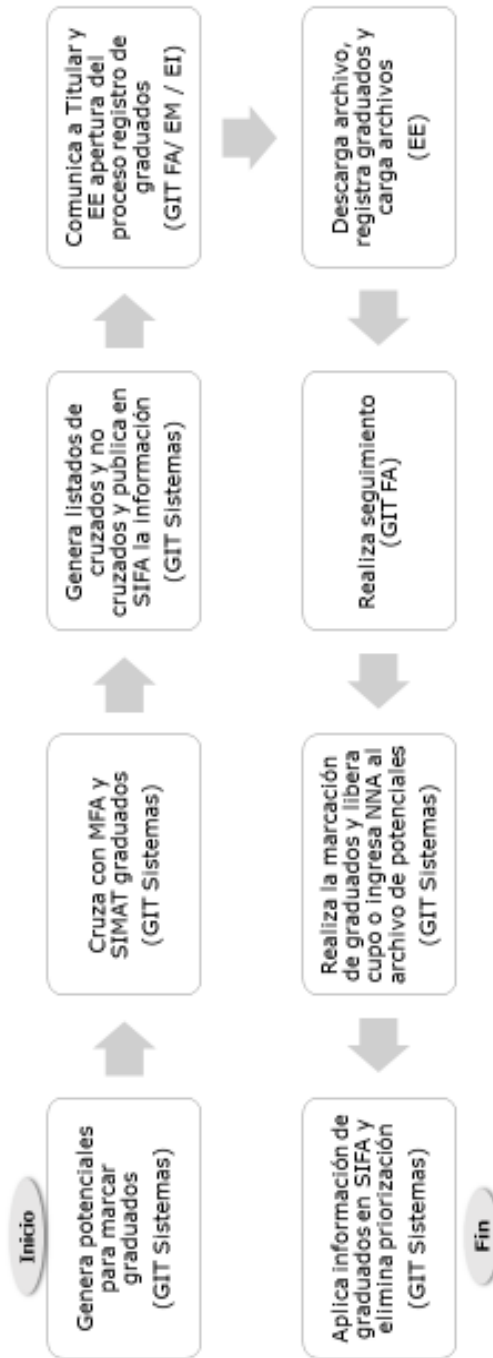 Inicio
Genera potenciales
para marcar
graduados
(GIT Sistemas)
Cruza con MFA y
SIMAT graduados
(GIT Sistemas)
Genera listados de
cruzados y no
cruzados y publica en
SIFA la información
(GIT Sistemas)
Comunica a Titular y
EE apertura del
proceso registro de
graduados
(GIT FA/ EM / EI)
Descarga archivo,
registra graduados y
carga archivos
(EE)
Realiza seguimiento
(GIT FA)
Realiza la marcación
de graduados y libera
cupo o ingresa NNA al
archivo de potenciales
(GIT Sistemas)
Aplica información de
graduados en SIFA y
elimina priorización
(GIT Sistemas)
Fin